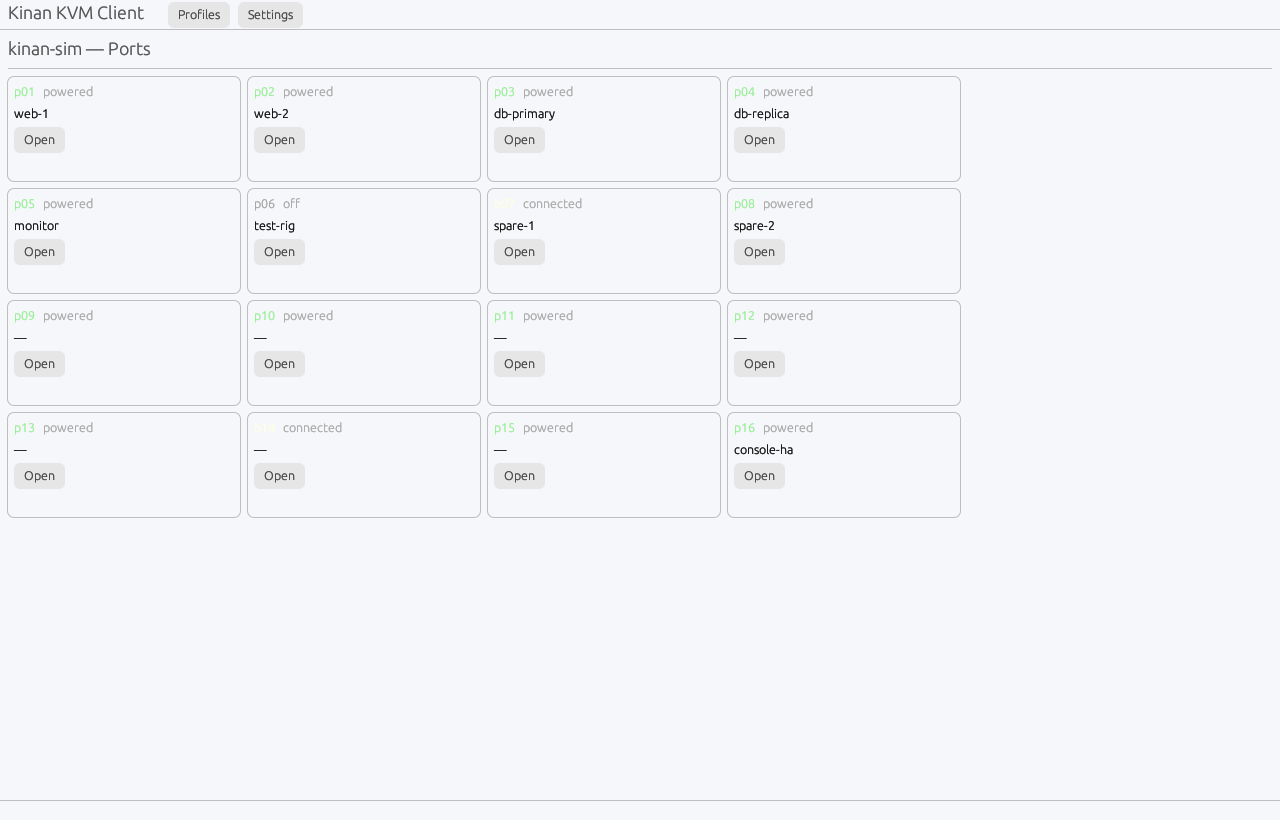 Kinan KVM Client Profiles Settings
kinan-sim — Ports
p01 powered
web-1
Open
p02 powered
web-2
Open
p03 powered
db-primary
Open
p04 powered
db-replica
Open
p05 powered
monitor
Open
p06 off
test-rig
Open
connected
spare-1
Open
p08 powered
spare-2
Open
p09 powered
—
Open
p10 powered
—
Open
p11 powered
—
Open
p12 powered
—
Open
p13 powered
—
Open
connected
—
Open
p15 powered
—
Open
p16 powered
console-ha
Open